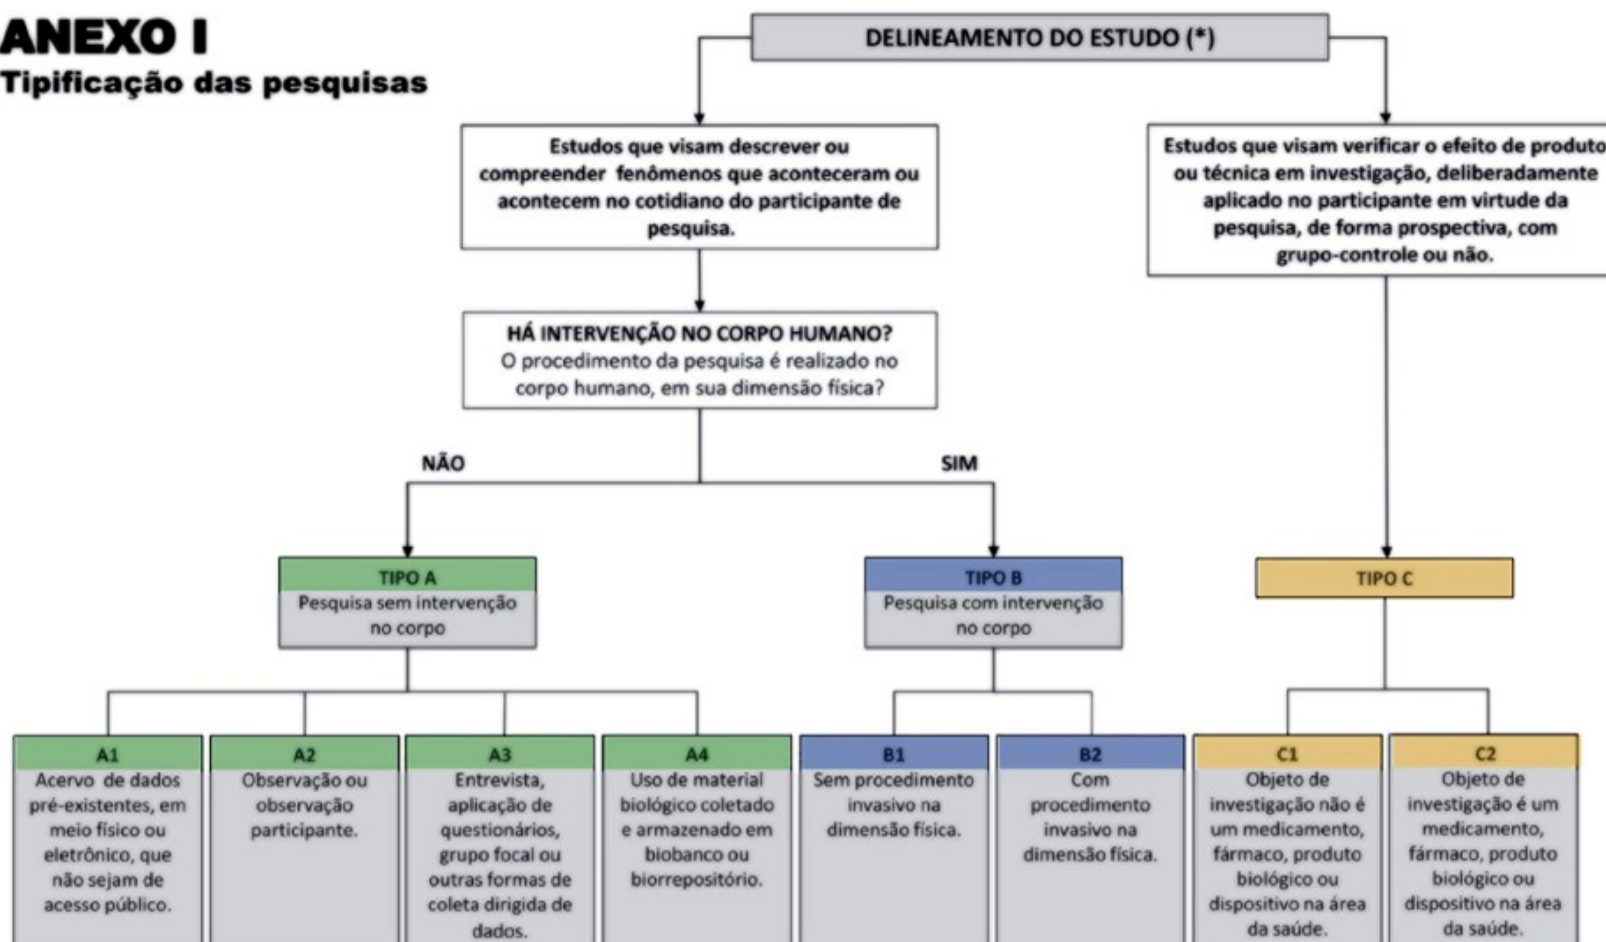 ANEXO I
Tipificação das pesquisas
DELINEAMENTO DO ESTUDO (*)
Estudos que visam descrever ou
compreender fenômenos que aconteceram ou
acontecem no cotidiano do participante de
pesquisa.
Estudos que visam verificar o efeito de produto
ou técnica em investigação, deliberadamente
aplicado no participante em virtude da
pesquisa, de forma prospectiva, com
grupo-controle ou não.
HÁ INTERVENÇÃO NO CORPO HUMANO?
O procedimento da pesquisa é realizado no
corpo humano, em sua dimensão física?
NÃO
SIM
TIPO A
Pesquisa sem intervenção
no corpo
TIPO B
Pesquisa com intervenção
no corpo
TIPO C
A1
Acervo de dados
pré-existentes, em
meio físico ou
eletrônico, que
não sejam de
acesso público.
A2
Observação ou
observação
participante.
A3
Entrevista,
aplicação de
questionários,
grupo focal ou
outras formas de
coleta dirigida de
dados.
A4
Uso de material
biológico coletado
e armazenado em
biobanco ou
biorrepositório.
B1
Sem procedimento
invasivo na
dimensão física.
B2
Com
procedimento
invasivo na
dimensão física.
C1
Objeto de
investigação não é
um medicamento,
fármaco, produto
biológico ou
dispositivo na área
da saúde.
C2
Objeto de
investigação é um
medicamento,
fármaco, produto
biológico ou
dispositivo na área
da saúde.